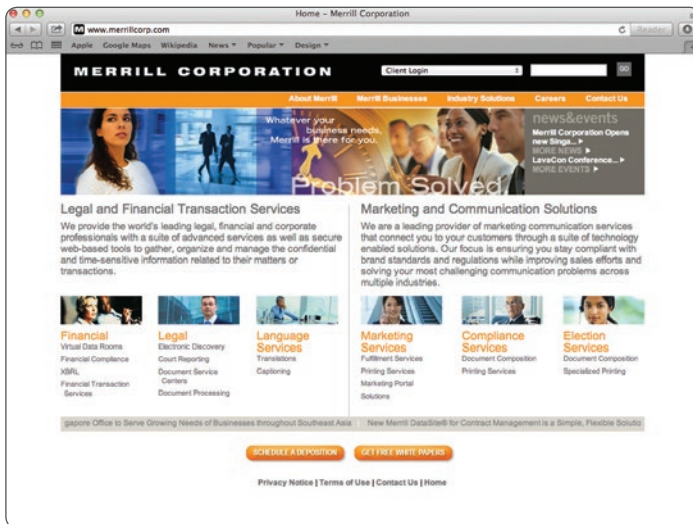 Home – Merrill Corporation
www.merrillcorp.com
Reader
Apple Google Maps Wikipedia News Popular Design
MERRILL CORPORATION
Client Login
GO
About Merrill Merrill Businesses Industry Solutions Careers Contact Us
Whatever your
business needs,
Merrill is there for you.
Problem Solved.
news&events
Merrill Corporation Opens
new Singa...
MORE NEWS
LavaCon Conference...
MORE EVENTS
Legal and Financial Transaction Services
We provide the world's leading legal, financial and corporate
professionals with a suite of advanced services as well as secure
web-based tools to gather, organize and manage the confidential
and time-sensitive information related to their matters or
transactions.
Marketing and Communication Solutions
We are a leading provider of marketing communication services
that connect you to your customers through a suite of technology
enabled solutions. Our focus is ensuring you stay compliant with
brand standards and regulations while improving sales efforts and
solving your most challenging communication problems across
multiple industries.
Financial
Virtual Data Rooms
Financial Compliance
XBRL
Financial Transaction
Services
Legal
Electronic Discovery
Court Reporting
Document Service
Centers
Document Processing
Language
Services
Translations
Captioning
Marketing
Services
Fulfillment Services
Printing Services
Marketing Portal
Solutions
Compliance
Services
Document Composition
Printing Services
Election
Services
Document Composition
Specialized Printing
gapore Office to Serve Growing Needs of Businesses throughout Southeast Asia New Merrill DataSite® for Contract Management is a Simple, Flexible Solutio
SCHEDULE A DEPOSITION GET FREE WHITE PAPERS
Privacy Notice | Terms of Use | Contact Us | Home